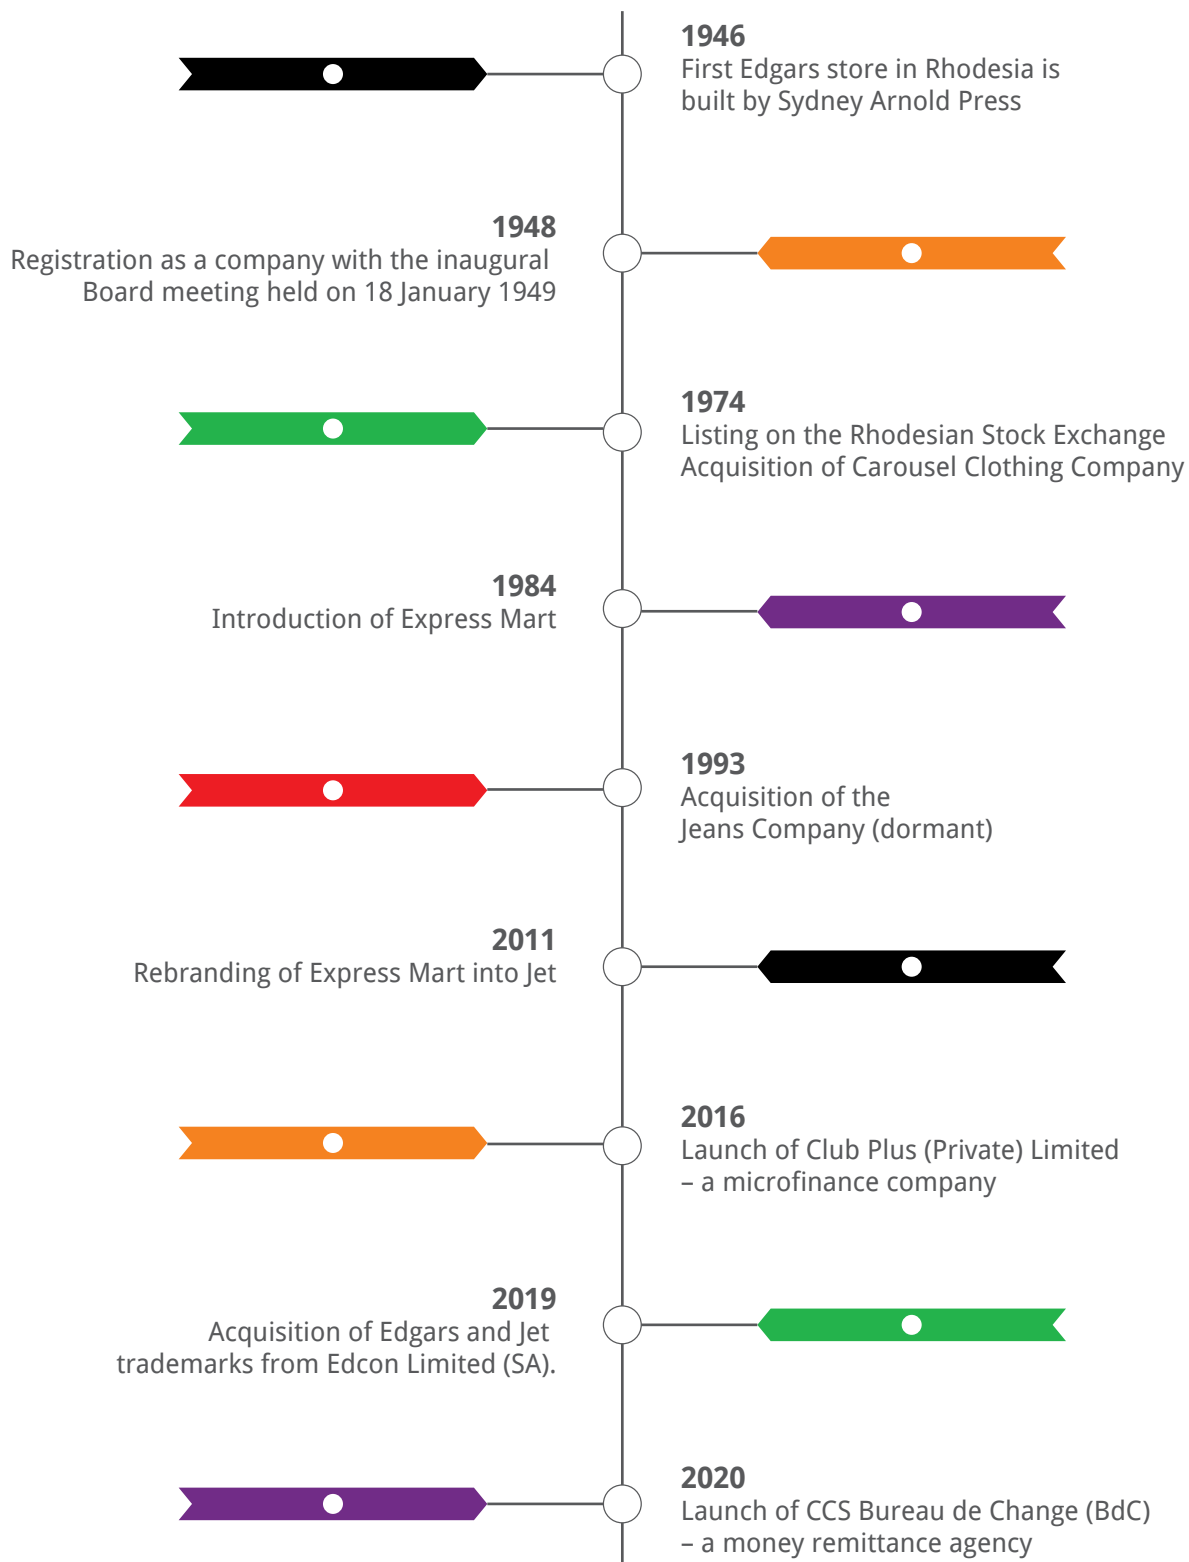 1946
First Edgars store in Rhodesia is
built by Sydney Arnold Press
1948
Registration as a company with the inaugural
Board meeting held on 18 January 1949
1974
Listing on the Rhodesian Stock Exchange
Acquisition of Carousel Clothing Company
1984
Introduction of Express Mart
1993
Acquisition of the
Jeans Company (dormant)
2011
Rebranding of Express Mart into Jet
2016
Launch of Club Plus (Private) Limited
– a microfinance company
2019
Acquisition of Edgars and Jet
trademarks from Edcon Limited (SA).
2020
Launch of CCS Bureau de Change (BdC)
– a money remittance agency